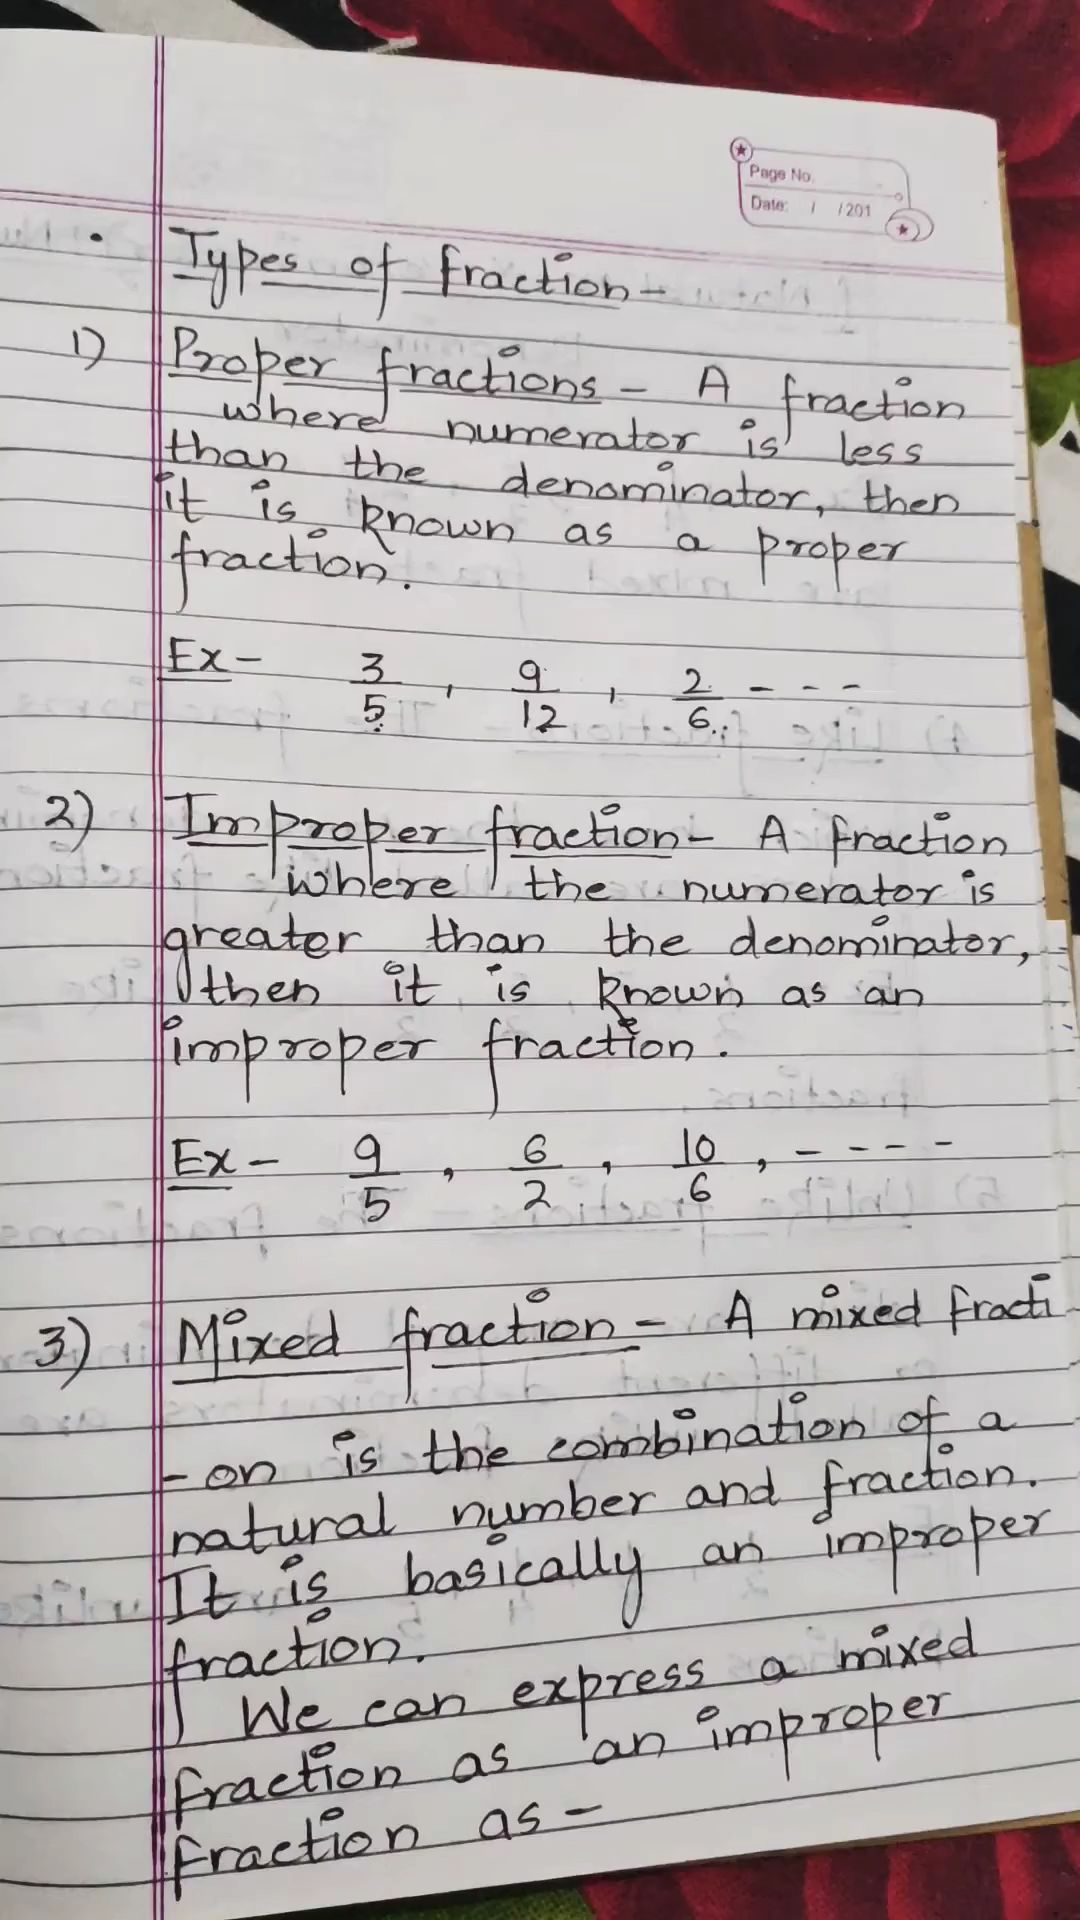 Page No.
Date: / /201
• Types of fraction -
1) Proper fractions - A fraction
where numerator is less
than the denominator, then
it is known as a proper
fraction.
Ex - 3/5, 9/12, 2/6 - - -
2) Improper fraction - A fraction
where the numerator is
greater than the denominator,
then it is known as an
improper fraction.
Ex - 9/5, 6/2, 10/6, - - - -
3) Mixed fraction - A mixed fracti
-on is the combination of a
natural number and fraction.
It is basically an improper
fraction.
We can express a mixed
fraction as an improper
fraction as -